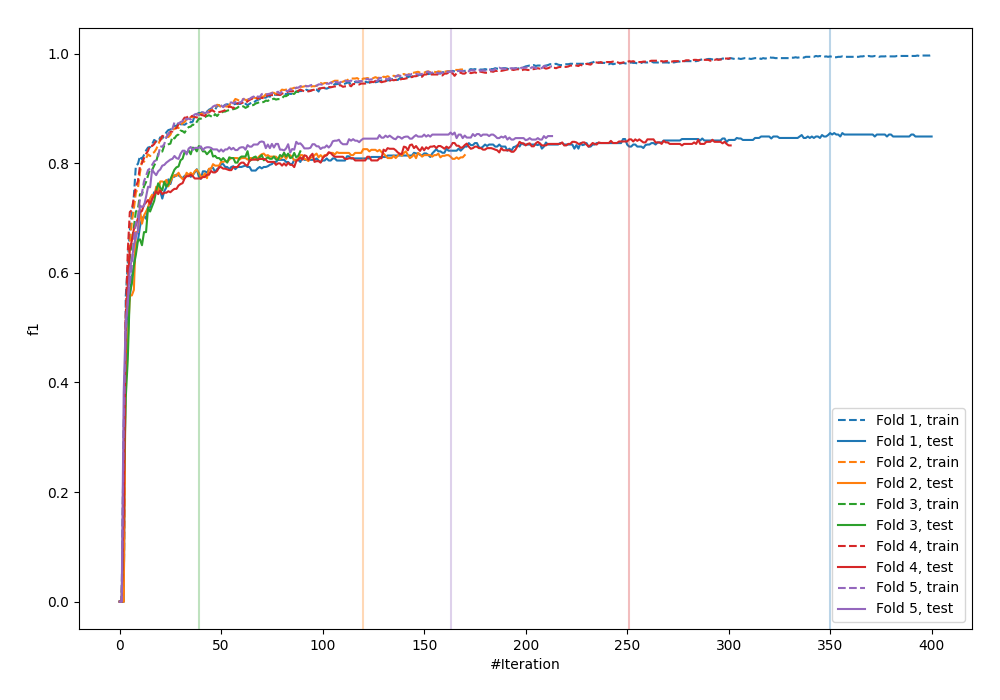 f1
1.0
0.8
0.6
0.4
0.2
0.0
0 50 100 150 200 250 300 350 400
#Iteration
Fold 1, train
Fold 1, test
Fold 2, train
Fold 2, test
Fold 3, train
Fold 3, test
Fold 4, train
Fold 4, test
Fold 5, train
Fold 5, test